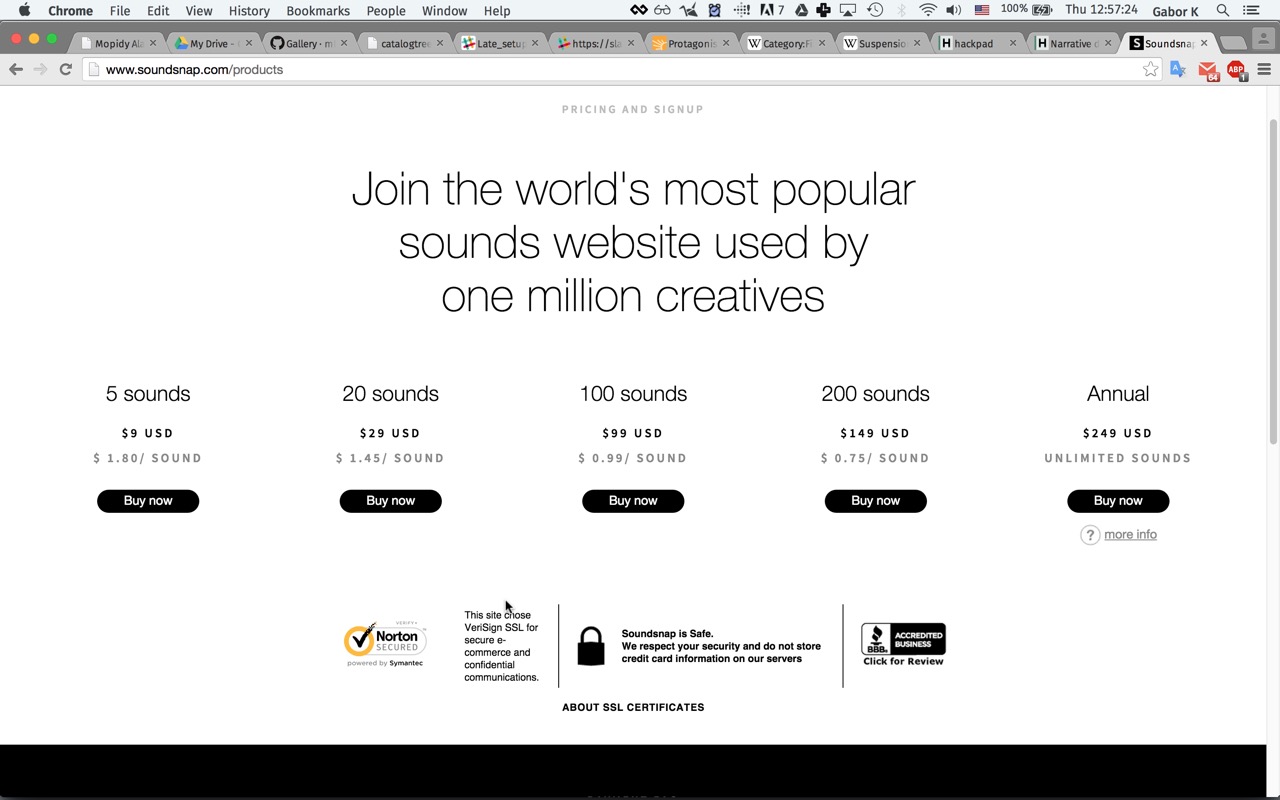 Chrome File Edit View History Bookmarks People Window Help 7 100% Thu 12:57:24 Gabor K
Mopidy Ala My Drive - Gallery · m catalogtre Late_setu https://sla Protagonis Category:Fi Suspensio hackpad Narrative d Soundsnap
www.soundsnap.com/products 64 ABP 1
PRICING AND SIGNUP
Join the world's most popular
sounds website used by
one million creatives
5 sounds 20 sounds 100 sounds 200 sounds Annual
$9 USD $29 USD $99 USD $149 USD $249 USD
$ 1.80/ SOUND $ 1.45/ SOUND $ 0.99/ SOUND $ 0.75/ SOUND UNLIMITED SOUNDS
Buy now Buy now Buy now Buy now Buy now
? more info
VERIFY
Norton
SECURED
powered by Symantec
This site chose
VeriSign SSL for
secure e-
commerce and
confidential
communications.
Soundsnap is Safe.
We respect your security and do not store
credit card information on our servers
BBB. ACCREDITED
BUSINESS
Click for Review
ABOUT SSL CERTIFICATES